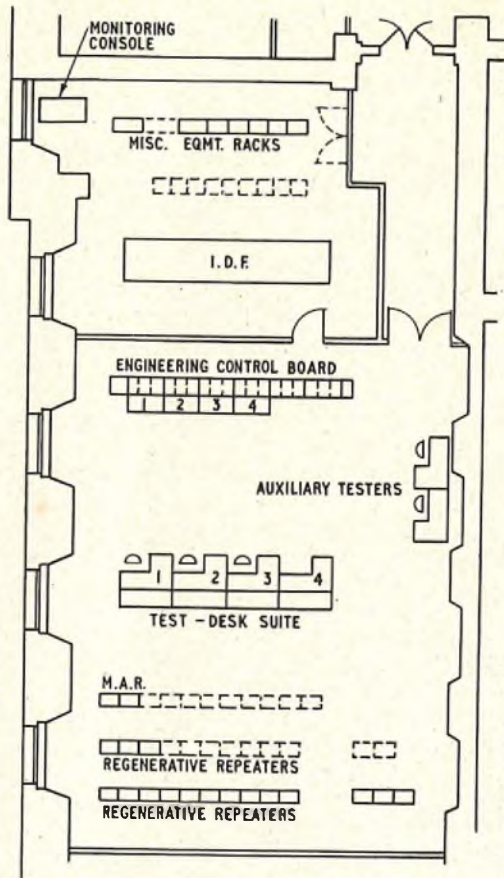 MONITORING
CONSOLE
MISC. EQMT. RACKS
I.D.F.
ENGINEERING CONTROL BOARD
1 2 3 4
AUXILIARY TESTERS
1 2 3 4
TEST - DESK SUITE
M.A.R.
REGENERATIVE REPEATERS
REGENERATIVE REPEATERS